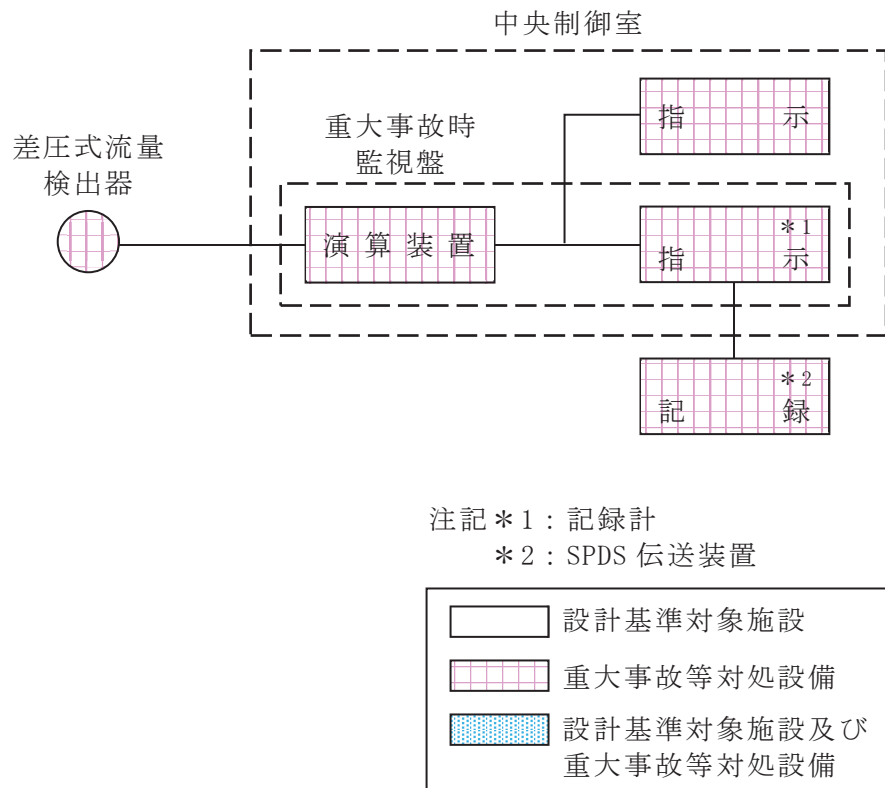 中央制御室
指示
重大事故時
監視盤
差圧式流量
検出器
演算装置
指示*1
記録*2
注記*1：記録計
*2：SPDS 伝送装置
設計基準対象施設
重大事故等対処設備
設計基準対象施設及び
重大事故等対処設備